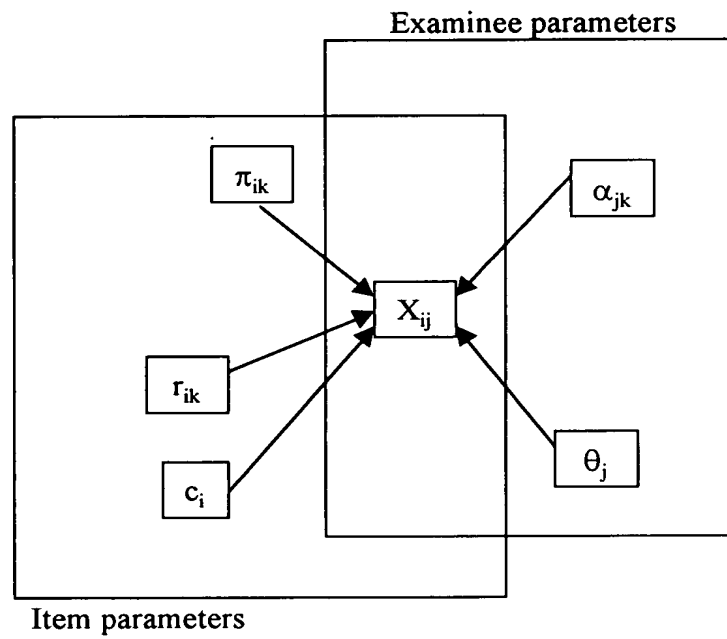 Examinee parameters
π_ik
α_jk
X_ij
r_ik
c_i
θ_j
Item parameters